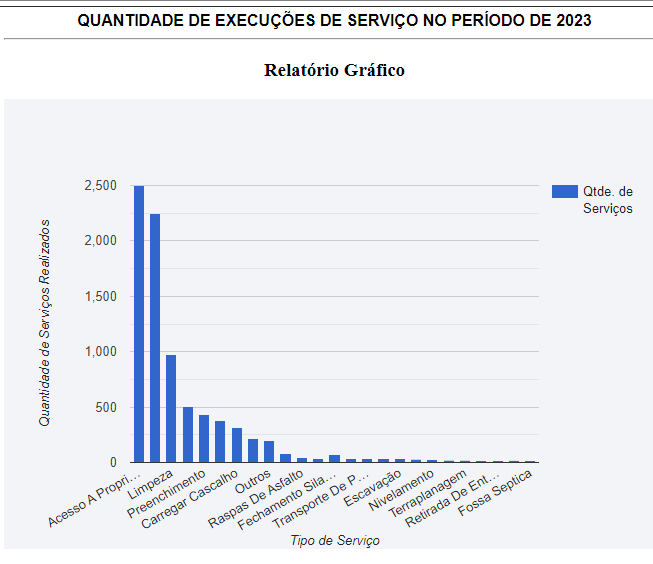 QUANTIDADE DE EXECUÇÕES DE SERVIÇO NO PERÍODO DE 2023
Relatório Gráfico
Quantidade de Serviços Realizados
2,500
2,000
1,500
1,000
500
0
Qtde. de
Serviços
Acesso A Propri…
Limpeza
Preenchimento
Carregar Cascalho
Outros
Raspas De Asfalto
Fechamento Sila…
Transporte De P…
Escavação
Nivelamento
Terraplanagem
Retirada De Ent…
Fossa Septica
Tipo de Serviço